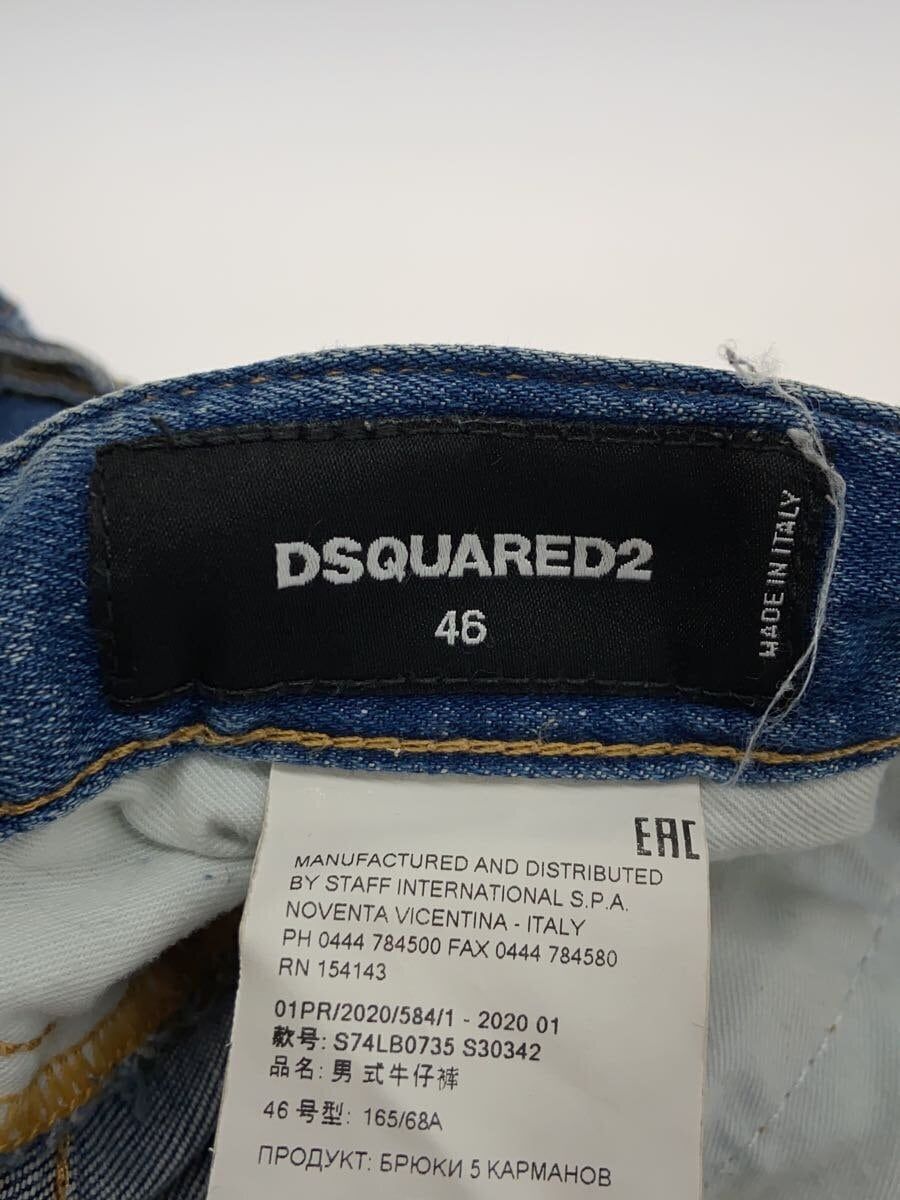 DSQUARED2
46
MADE IN ITALY
EAC
MANUFACTURED AND DISTRIBUTED
BY STAFF INTERNATIONAL S.P.A.
NOVENTA VICENTINA - ITALY
PH 0444 784500 FAX 0444 784580
RN 154143
01PR/2020/584/1 - 2020 01
款号: S74LB0735 S30342
品名: 男 式牛仔裤
46 号型: 165/68A
ПРОДУКТ: БРЮКИ 5 КАРМАНОВ